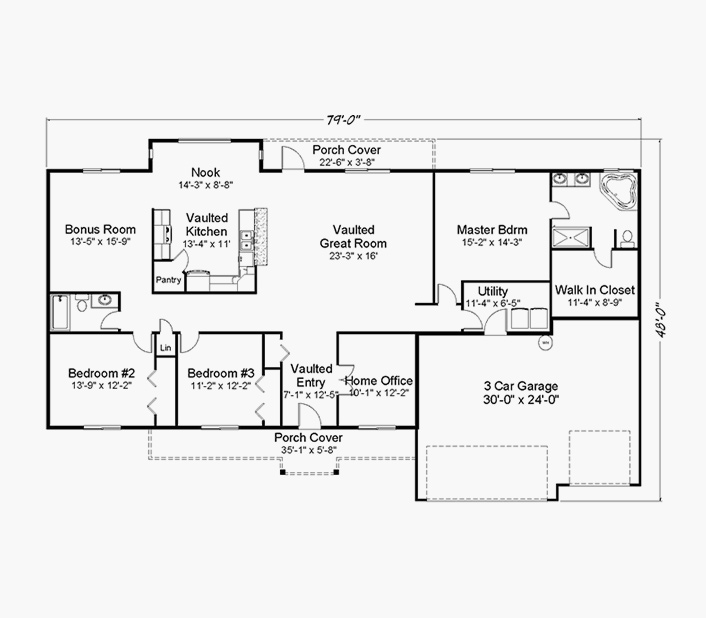 79'-0"
Porch Cover
22'-6" x 3'-8"
Nook
14'-3" x 8'-8"
Bonus Room
13'-5" x 15'-9"
Vaulted
Kitchen
13'-4" x 11'
Pantry
Vaulted
Great Room
23'-3" x 16'
Master Bdrm
15'-2" x 14'-3"
Utility
11'-4" x 6'-5"
Walk In Closet
11'-4" x 8'-9"
48'-0"
Lin
Bedroom #2
13'-9" x 12'-2"
Bedroom #3
11'-2" x 12'-2"
Vaulted
Entry
7'-1" x 12'-5"
Home Office
10'-1" x 12'-2"
3 Car Garage
30'-0" x 24'-0"
Porch Cover
35'-1" x 5'-8"